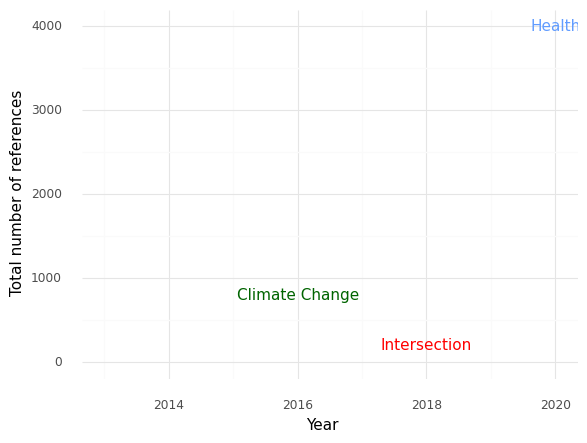 4000
Health
3000
2000
1000
Climate Change
Intersection
0
2014 2016 2018 2020
Year
Total number of references